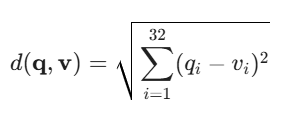 d(q, v) = √(∑_{i=1}^{32} (q_i − v_i)^2)